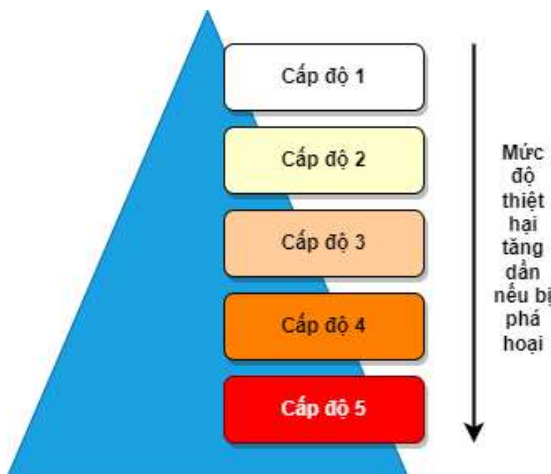 Cấp độ 1
Cấp độ 2
Cấp độ 3
Cấp độ 4
Cấp độ 5
Mức
độ
thiệt
hại
tăng
dần
nếu bị
phá
hoại